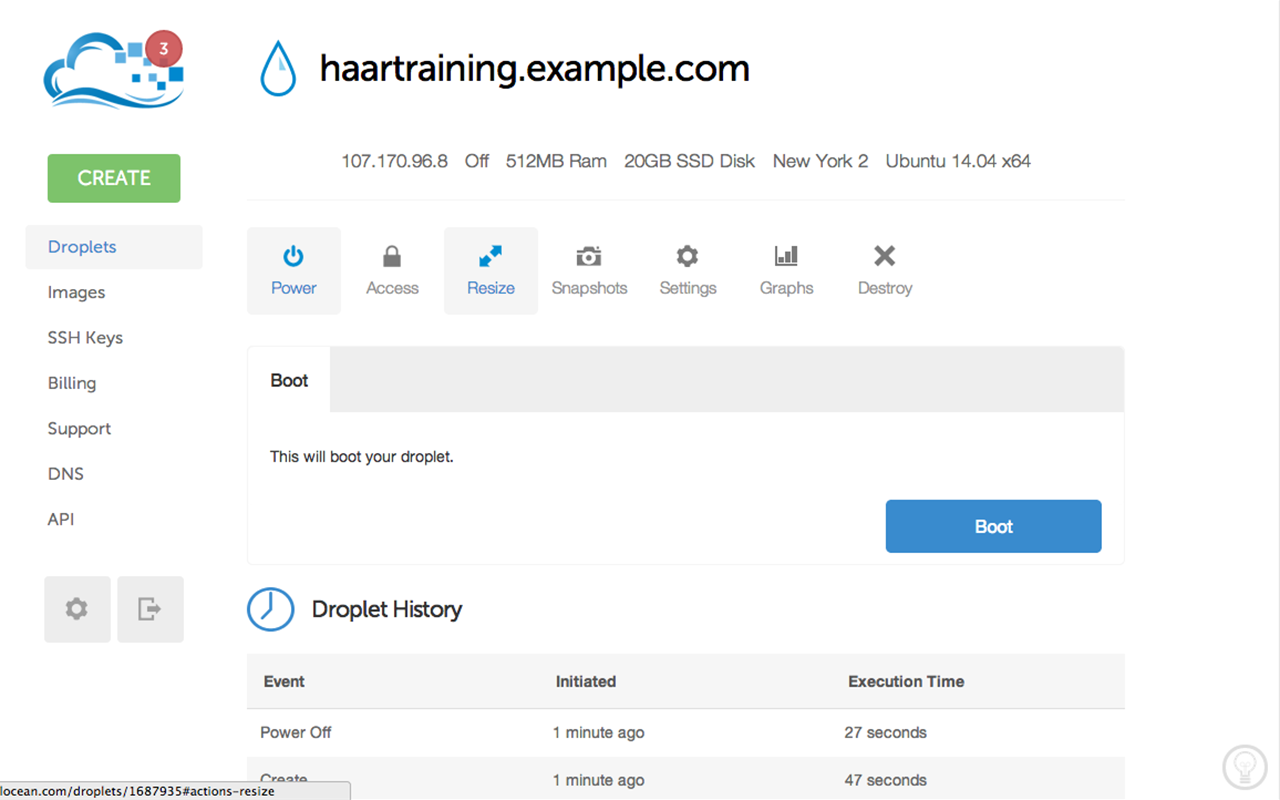 3
haartraining.example.com
107.170.96.8 Off 512MB Ram 20GB SSD Disk New York 2 Ubuntu 14.04 x64
CREATE
Droplets
Images
SSH Keys
Billing
Support
DNS
API
Power Access Resize Snapshots Settings Graphs Destroy
Boot
This will boot your droplet.
Boot
Droplet History
Event Initiated Execution Time
Power Off 1 minute ago 27 seconds
Create 1 minute ago 47 seconds
locean.com/droplets/1687935#actions-resize